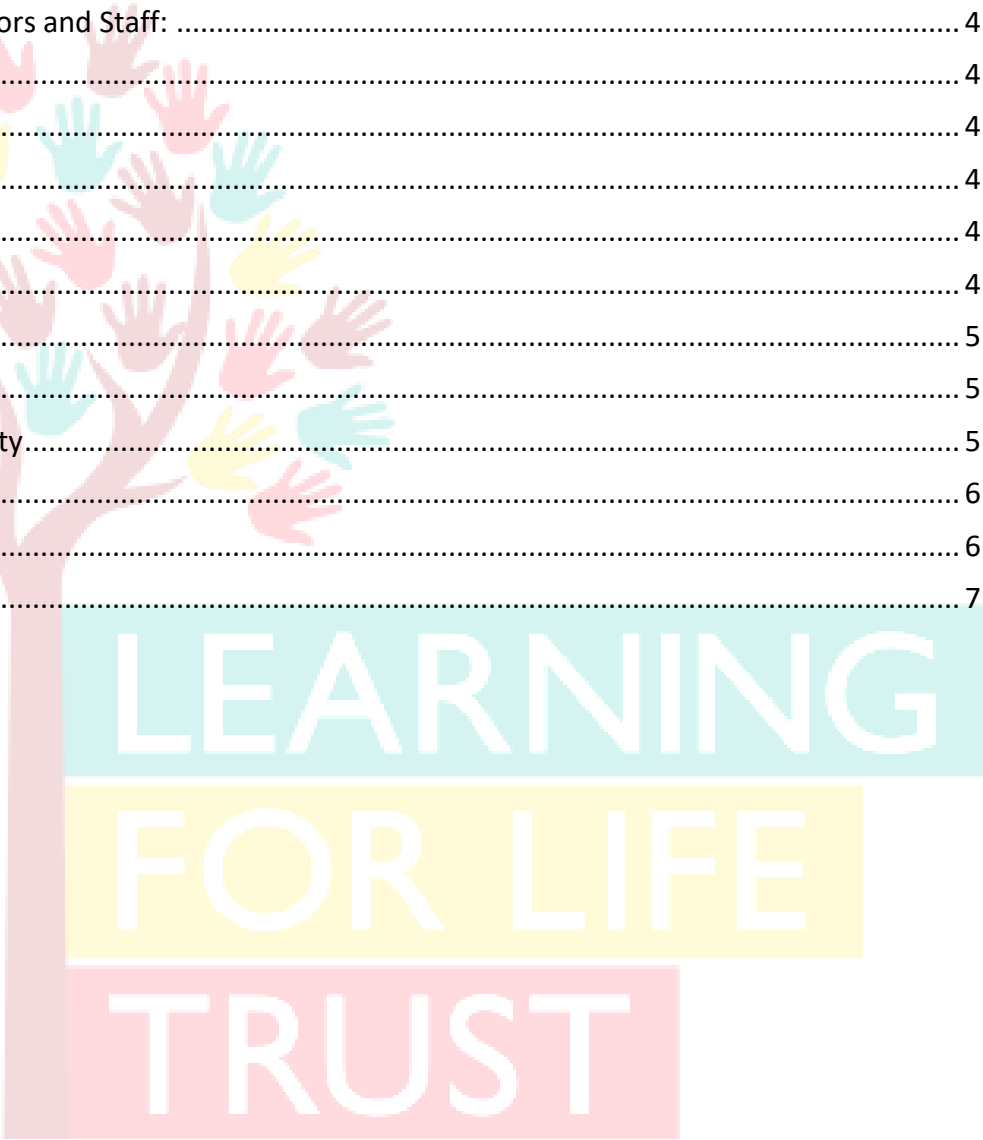 ors and Staff: ........................................................................................................ 4
........................................................................................................ 4
........................................................................................................ 4
........................................................................................................ 4
........................................................................................................ 4
........................................................................................................ 4
........................................................................................................ 5
........................................................................................................ 5
ty........................................................................................................ 5
........................................................................................................ 6
........................................................................................................ 6
........................................................................................................ 7
LEARNING
FOR LIFE
TRUST